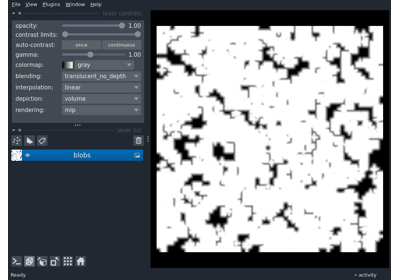 File View Plugins Window Help
layer controls
opacity: 1.00
contrast limits:
auto-contrast: once continuous
gamma: 1.00
colormap: gray
blending: translucent_no_depth
interpolation: linear
depiction: volume
rendering: mip
layer list
blobs
Ready activity